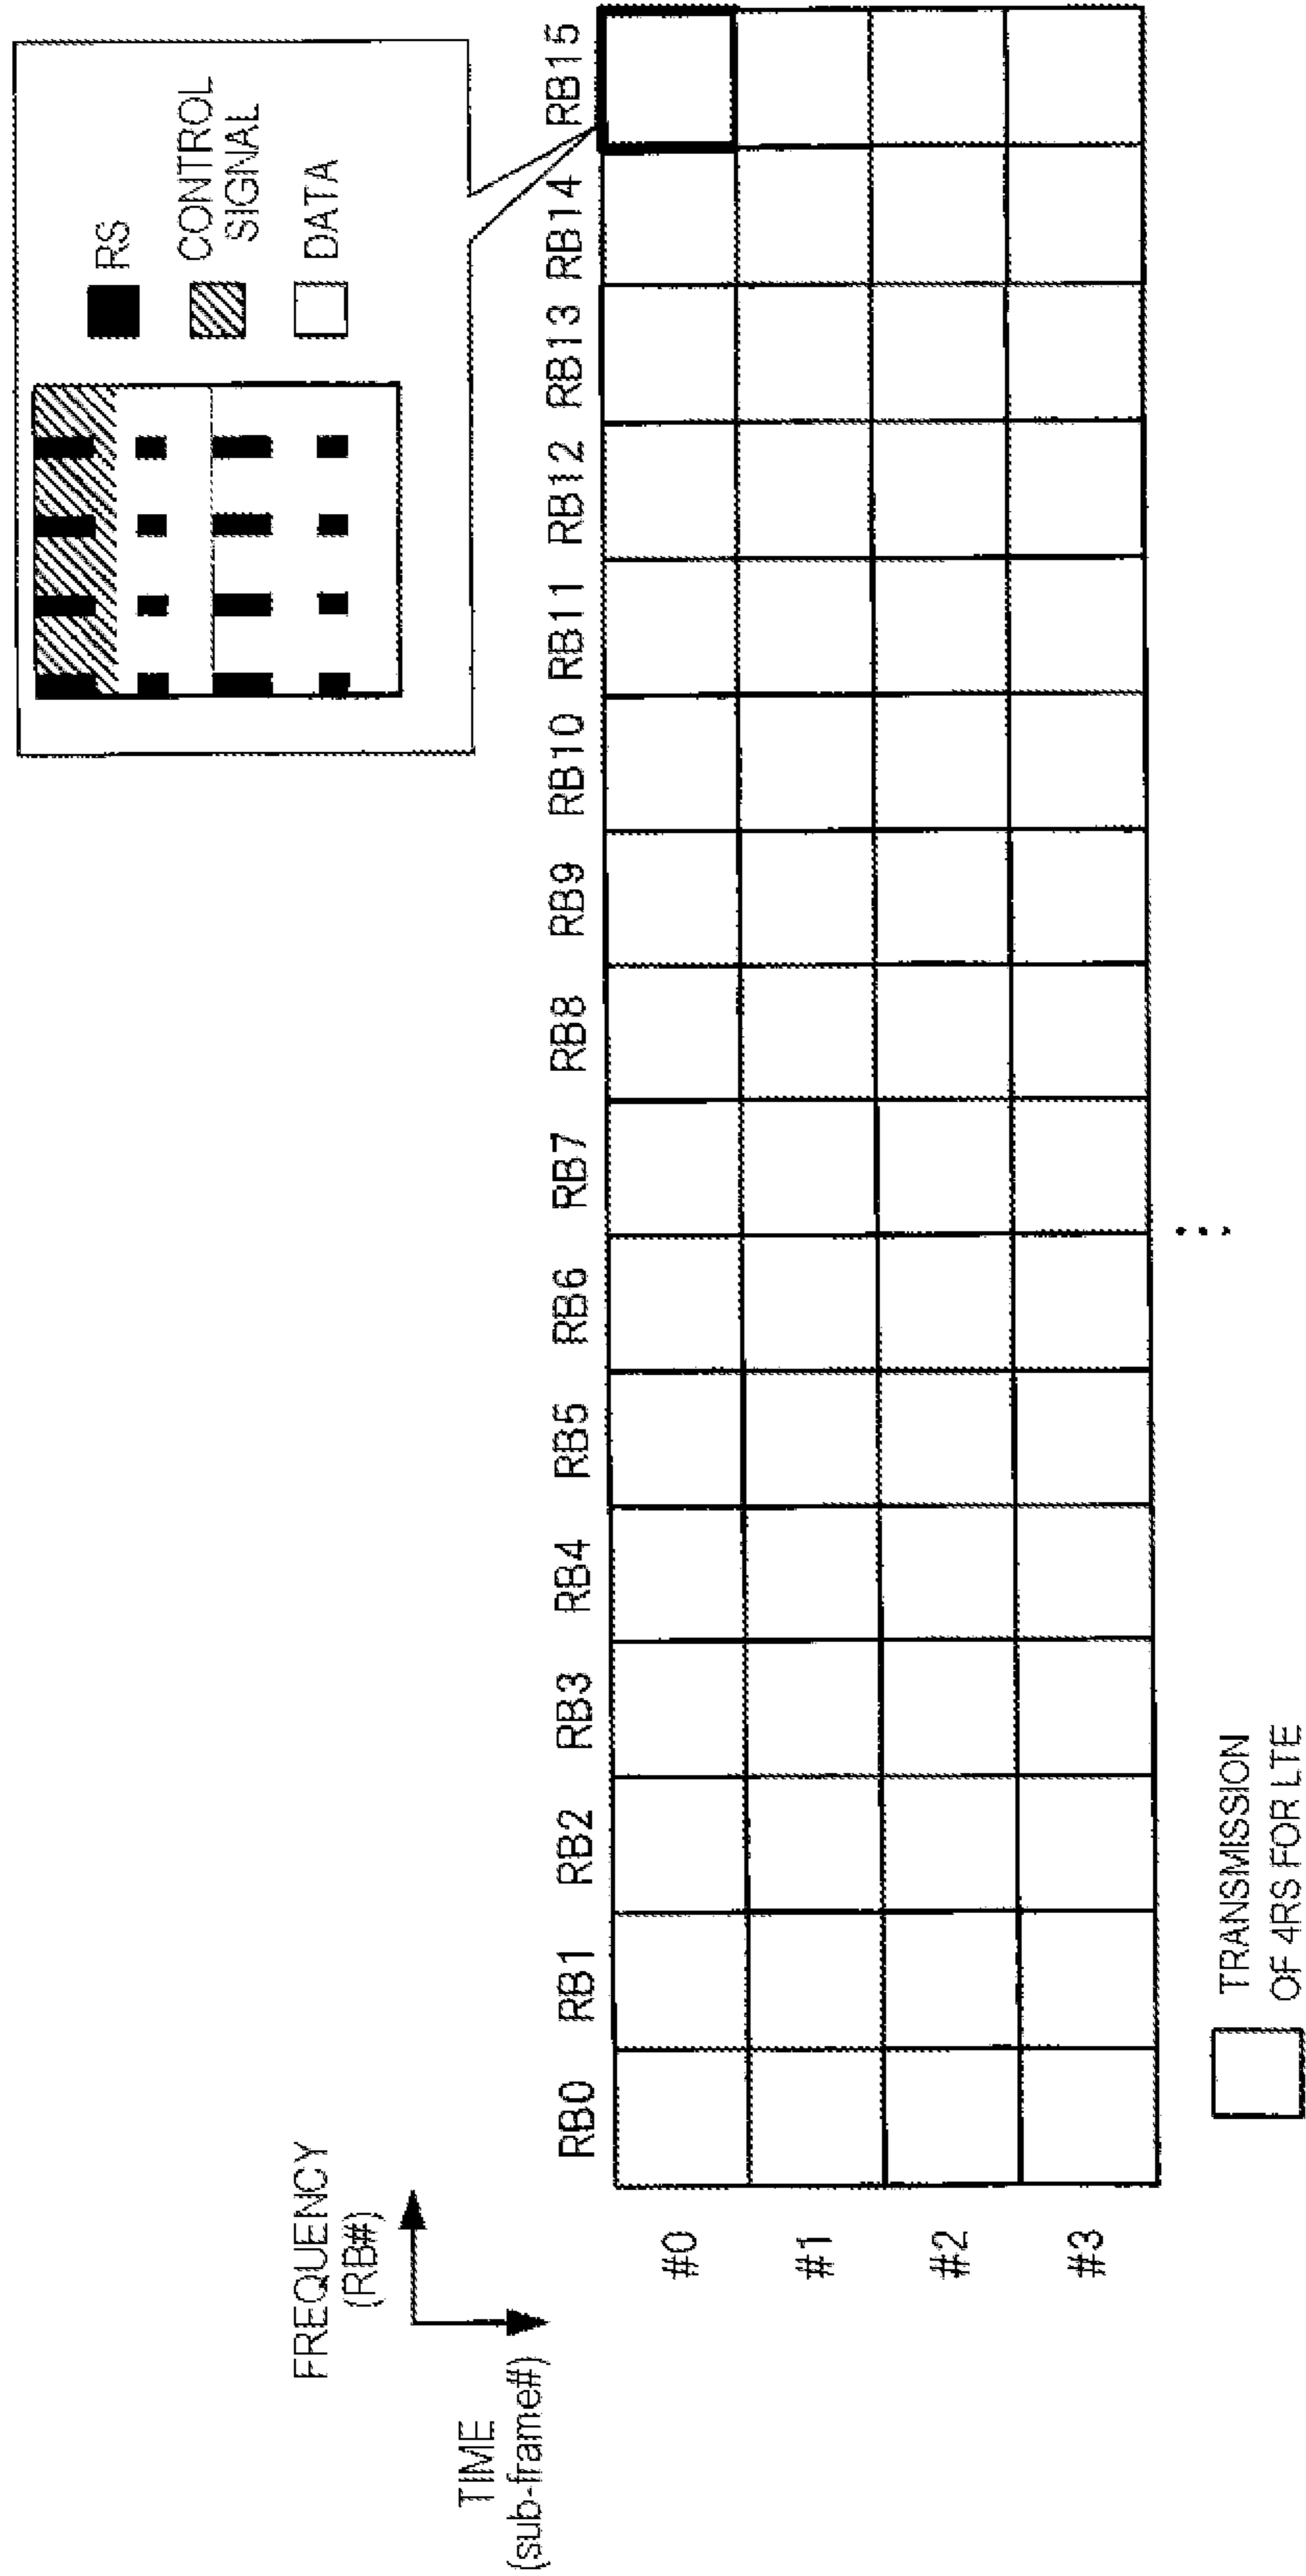 RS
CONTROL
SIGNAL
DATA
FREQUENCY
(RB#)
TIME
(sub-frame#)
RB0 RB1 RB2 RB3 RB4 RB5 RB6 RB7 RB8 RB9 RB10 RB11 RB12 RB13 RB14 RB15
#0
#1
#2
#3
...
TRANSMISSION
OF 4RS FOR LTE